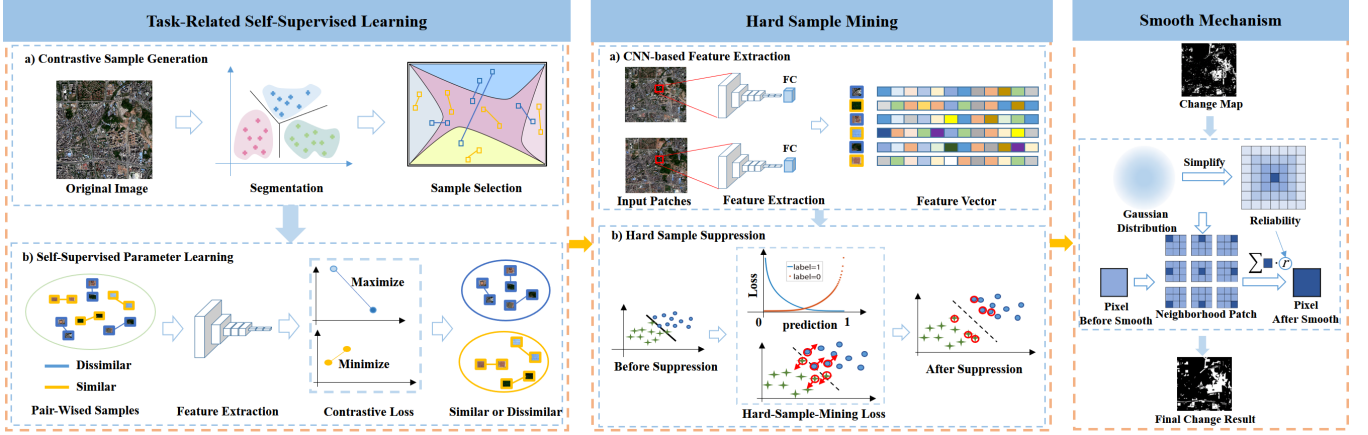 Task-Related Self-Supervised Learning
a) Contrastive Sample Generation
Original Image
Segmentation
Sample Selection
b) Self-Supervised Parameter Learning
Dissimilar
Similar
Pair-Wised Samples
Feature Extraction
Maximize
Minimize
Contrastive Loss
Similar or Dissimilar
Hard Sample Mining
a) CNN-based Feature Extraction
FC
FC
Input Patches
Feature Extraction
Feature Vector
b) Hard Sample Suppression
Before Suppression
Loss
label=1
label=0
0
prediction
1
Hard-Sample-Mining Loss
After Suppression
Smooth Mechanism
Change Map
Simplify
Gaussian
Distribution
Reliability
∑ · r
Pixel
Before Smooth
Neighborhood Patch
Pixel
After Smooth
Final Change Result